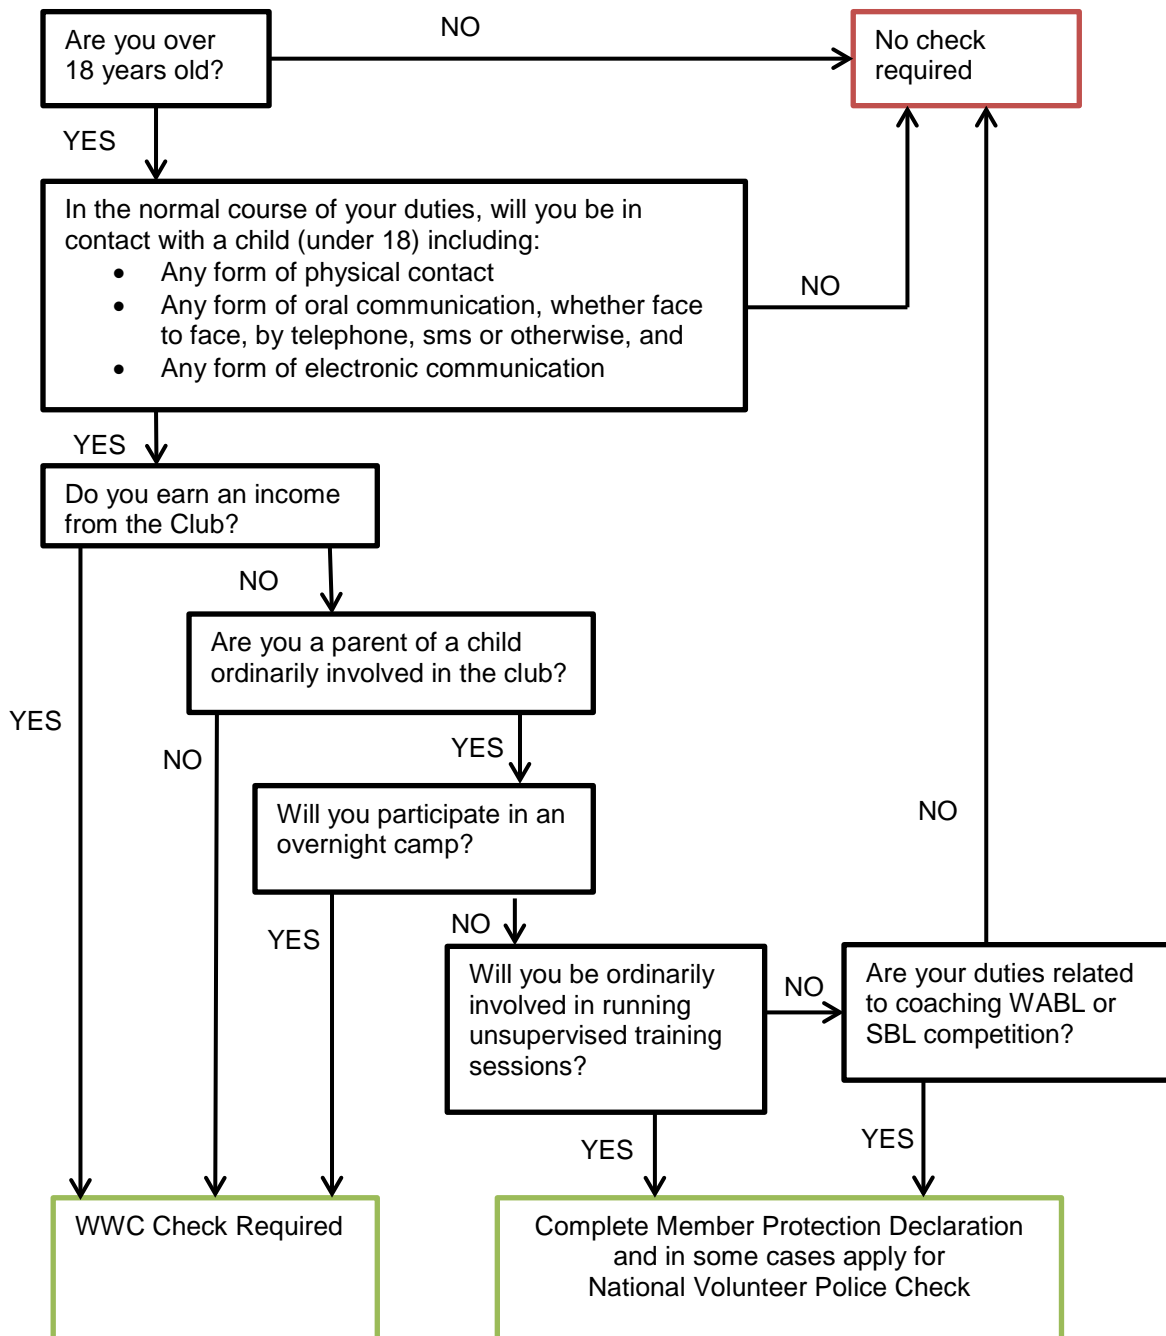 Are you over
18 years old?
NO
No check
required
YES
In the normal course of your duties, will you be in
contact with a child (under 18) including:
• Any form of physical contact
• Any form of oral communication, whether face
to face, by telephone, sms or otherwise, and
• Any form of electronic communication
NO
YES
Do you earn an income
from the Club?
NO
Are you a parent of a child
ordinarily involved in the club?
YES
NO
YES
Will you participate in an
overnight camp?
NO
YES
NO
Will you be ordinarily
involved in running
unsupervised training
sessions?
NO
Are your duties related
to coaching WABL or
SBL competition?
YES
YES
WWC Check Required
Complete Member Protection Declaration
and in some cases apply for
National Volunteer Police Check